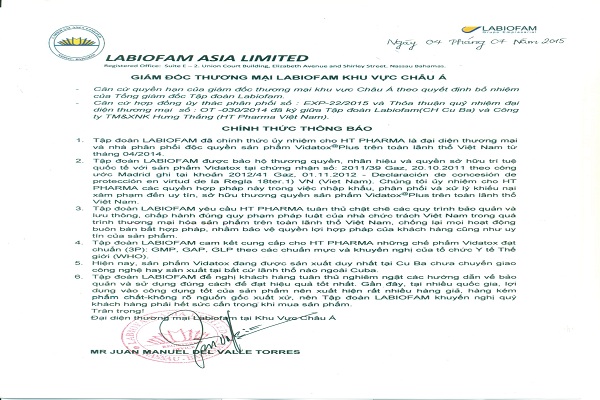 LABIOFAM
Grupo Empresarial
Ngày 04 Tháng 07 Năm 2015
LABIOFAM ASIA LIMITED
Registered Office: Suite E – 2, Union Court Building, Elizabeth Avenue and Shirley Street, Nassau Bahamas.
GIÁM ĐỐC THƯƠNG MẠI LABIOFAM KHU VỰC CHÂU Á
- Căn cứ quyền hạn của giám đốc thương mại khu vực Châu Á theo quyết định bổ nhiệm
của Tổng giám đốc Tập đoàn Labiofam.
- Căn cứ hợp đồng ủy thác phân phối số : EXP-22/2015 và Thỏa thuận quỹ nhiệm đại
diện thương mại số : OT -030/2014 đã ký giữa Tập đoàn Labiofam(CH Cu Ba) và Công
ty TM&XNK Hưng Thắng (HT Pharma Việt Nam).
CHÍNH THỨC THÔNG BÁO
1. Tập đoàn LABIOFAM đã chính thức ủy nhiệm cho HT PHARMA là đại diện thương mại
và nhà phân phối độc quyền sản phẩm Vidatox®Plus trên toàn lãnh thổ Việt Nam từ
tháng 04/2014.
2. Tập đoàn LABIOFAM được bảo hộ thương quyền, nhãn hiệu và quyền sở hữu trí tuệ
quốc tế với sản phẩm Vidatox tại chứng nhận số: 2011/39 Gaz, 20.10.2011 theo công
ước Madrid ghi tại khoản 2012/41 Gaz, 01.11.2012 - Declaración de concesión de
protección en virtud de la Regla 18ter.1) VN (Viet Nam). Chúng tôi ủy nhiệm cho HT
PHARMA các quyền hợp pháp này trong việc nhập khẩu, phân phối và xử lý khiếu nại
xâm phạm đến uy tín, sở hữu thương quyền sản phẩm Vidatox®Plus trên toàn lãnh thổ
Việt Nam.
3. Tập đoàn LABIOFAM yêu cầu HT PHARMA tuân thủ chặt chẽ các quy trình bảo quản và
lưu thông, chấp hành đúng quy phạm pháp luật của nhà chức trách Việt Nam trong quá
trình thương mại hóa sản phẩm trên toàn lãnh thổ Việt Nam, chống lại mọi hoạt động
buôn bán bất hợp pháp, nhằm bảo vệ quyền lợi hợp pháp của khách hàng cũng như uy
tín của sản phẩm.
4. Tập đoàn LABIOFAM cam kết cung cấp cho HT PHARMA những chế phẩm Vidatox đạt
chuẩn (3P): GMP, GAP, GLP theo các chuẩn mực và khuyến nghị của tổ chức Y tế Thế
giới (WHO).
5. Hiện nay, sản phẩm Vidatox đang được sản xuất duy nhất tại Cu Ba chưa chuyển giao
công nghệ hay sản xuất tại bất cứ lãnh thổ nào ngoài Cuba.
6. Tập đoàn LABIOFAM đề nghị khách hàng tuân thủ nghiêm ngặt các hướng dẫn về bảo
quản và sử dụng đúng cách để đạt hiệu quả tốt nhất. Gần đây, tại nhiều quốc gia, lợi
dụng vào công dụng tốt của sản phẩm nên xuất hiện rất nhiều hàng giả, hàng kém
phẩm chất-không rõ nguồn gốc xuất xứ, nên Tập đoàn LABIOFAM khuyến nghị quý
khách hàng phải hết sức cẩn trọng khi mua sản phẩm.
Trân trọng!
Đại diện thương mại Labiofam tại Khu Vực Châu Á
MR JUAN MANUEL DEL VALLE TORRES